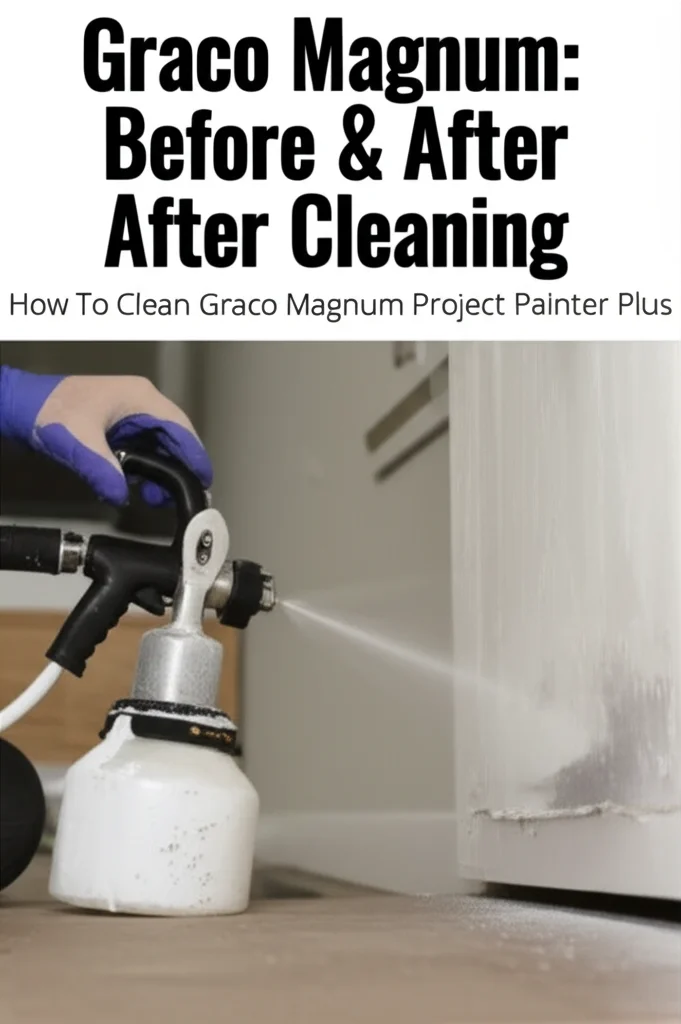 Graco Magnum:
Before & After
After Cleaning
How To Clean Graco Magnum Project Painter Plus